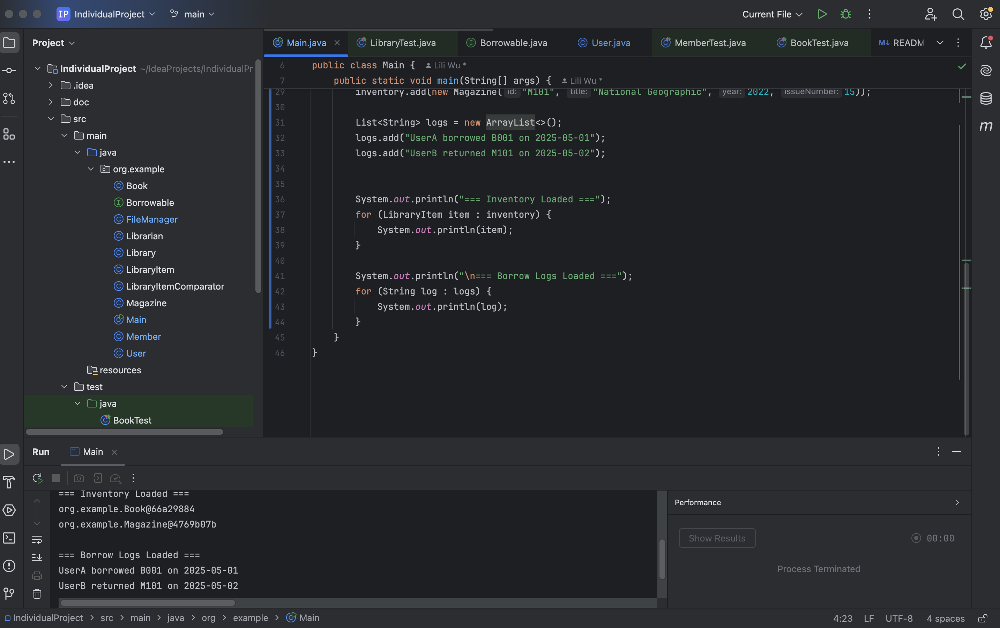 IP IndividualProject main Current File
Project
Main.java LibraryTest.java Borrowable.java User.java MemberTest.java BookTest.java M↓ READM
IndividualProject ~/IdeaProjects/IndividualPr
.idea
doc
src
main
java
org.example
Book
Borrowable
FileManager
Librarian
Library
LibraryItem
LibraryItemComparator
Magazine
Main
Member
User
resources
test
java
BookTest
6 public class Main { Lili Wu *
7 public static void main(String[] args) { Lili Wu *
29 inventory.add(new Magazine( id: "M101", title: "National Geographic", year: 2022, issueNumber: 15));
30
31 List<String> logs = new ArrayList<>();
32 logs.add("UserA borrowed B001 on 2025-05-01");
33 logs.add("UserB returned M101 on 2025-05-02");
34
35
36 System.out.println("=== Inventory Loaded ===");
37 for (LibraryItem item : inventory) {
38 System.out.println(item);
39 }
40
41 System.out.println("\n=== Borrow Logs Loaded ===");
42 for (String log : logs) {
43 System.out.println(log);
44 }
45 }
46 }
Run Main
=== Inventory Loaded ===
org.example.Book@66a29884
org.example.Magazine@4769b07b
=== Borrow Logs Loaded ===
UserA borrowed B001 on 2025-05-01
UserB returned M101 on 2025-05-02
Performance
Show Results 00:00
Process Terminated
IndividualProject > src > main > java > org > example > Main 4:23 LF UTF-8 4 spaces